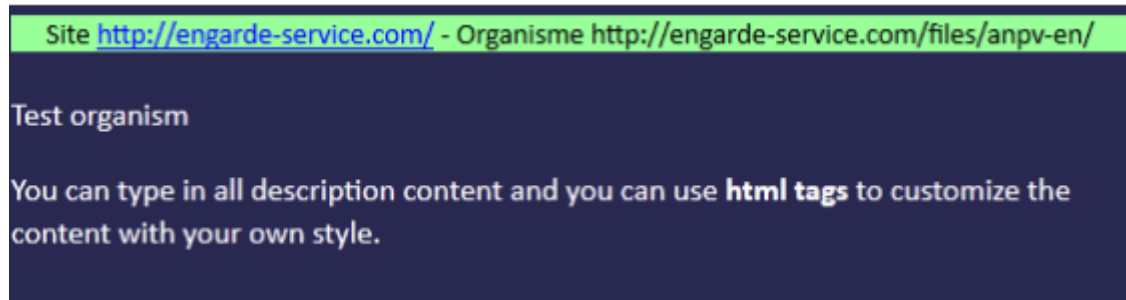 Site http://engarde-service.com/ - Organisme http://engarde-service.com/files/anpv-en/
Test organism
You can type in all description content and you can use html tags to customize the
content with your own style.